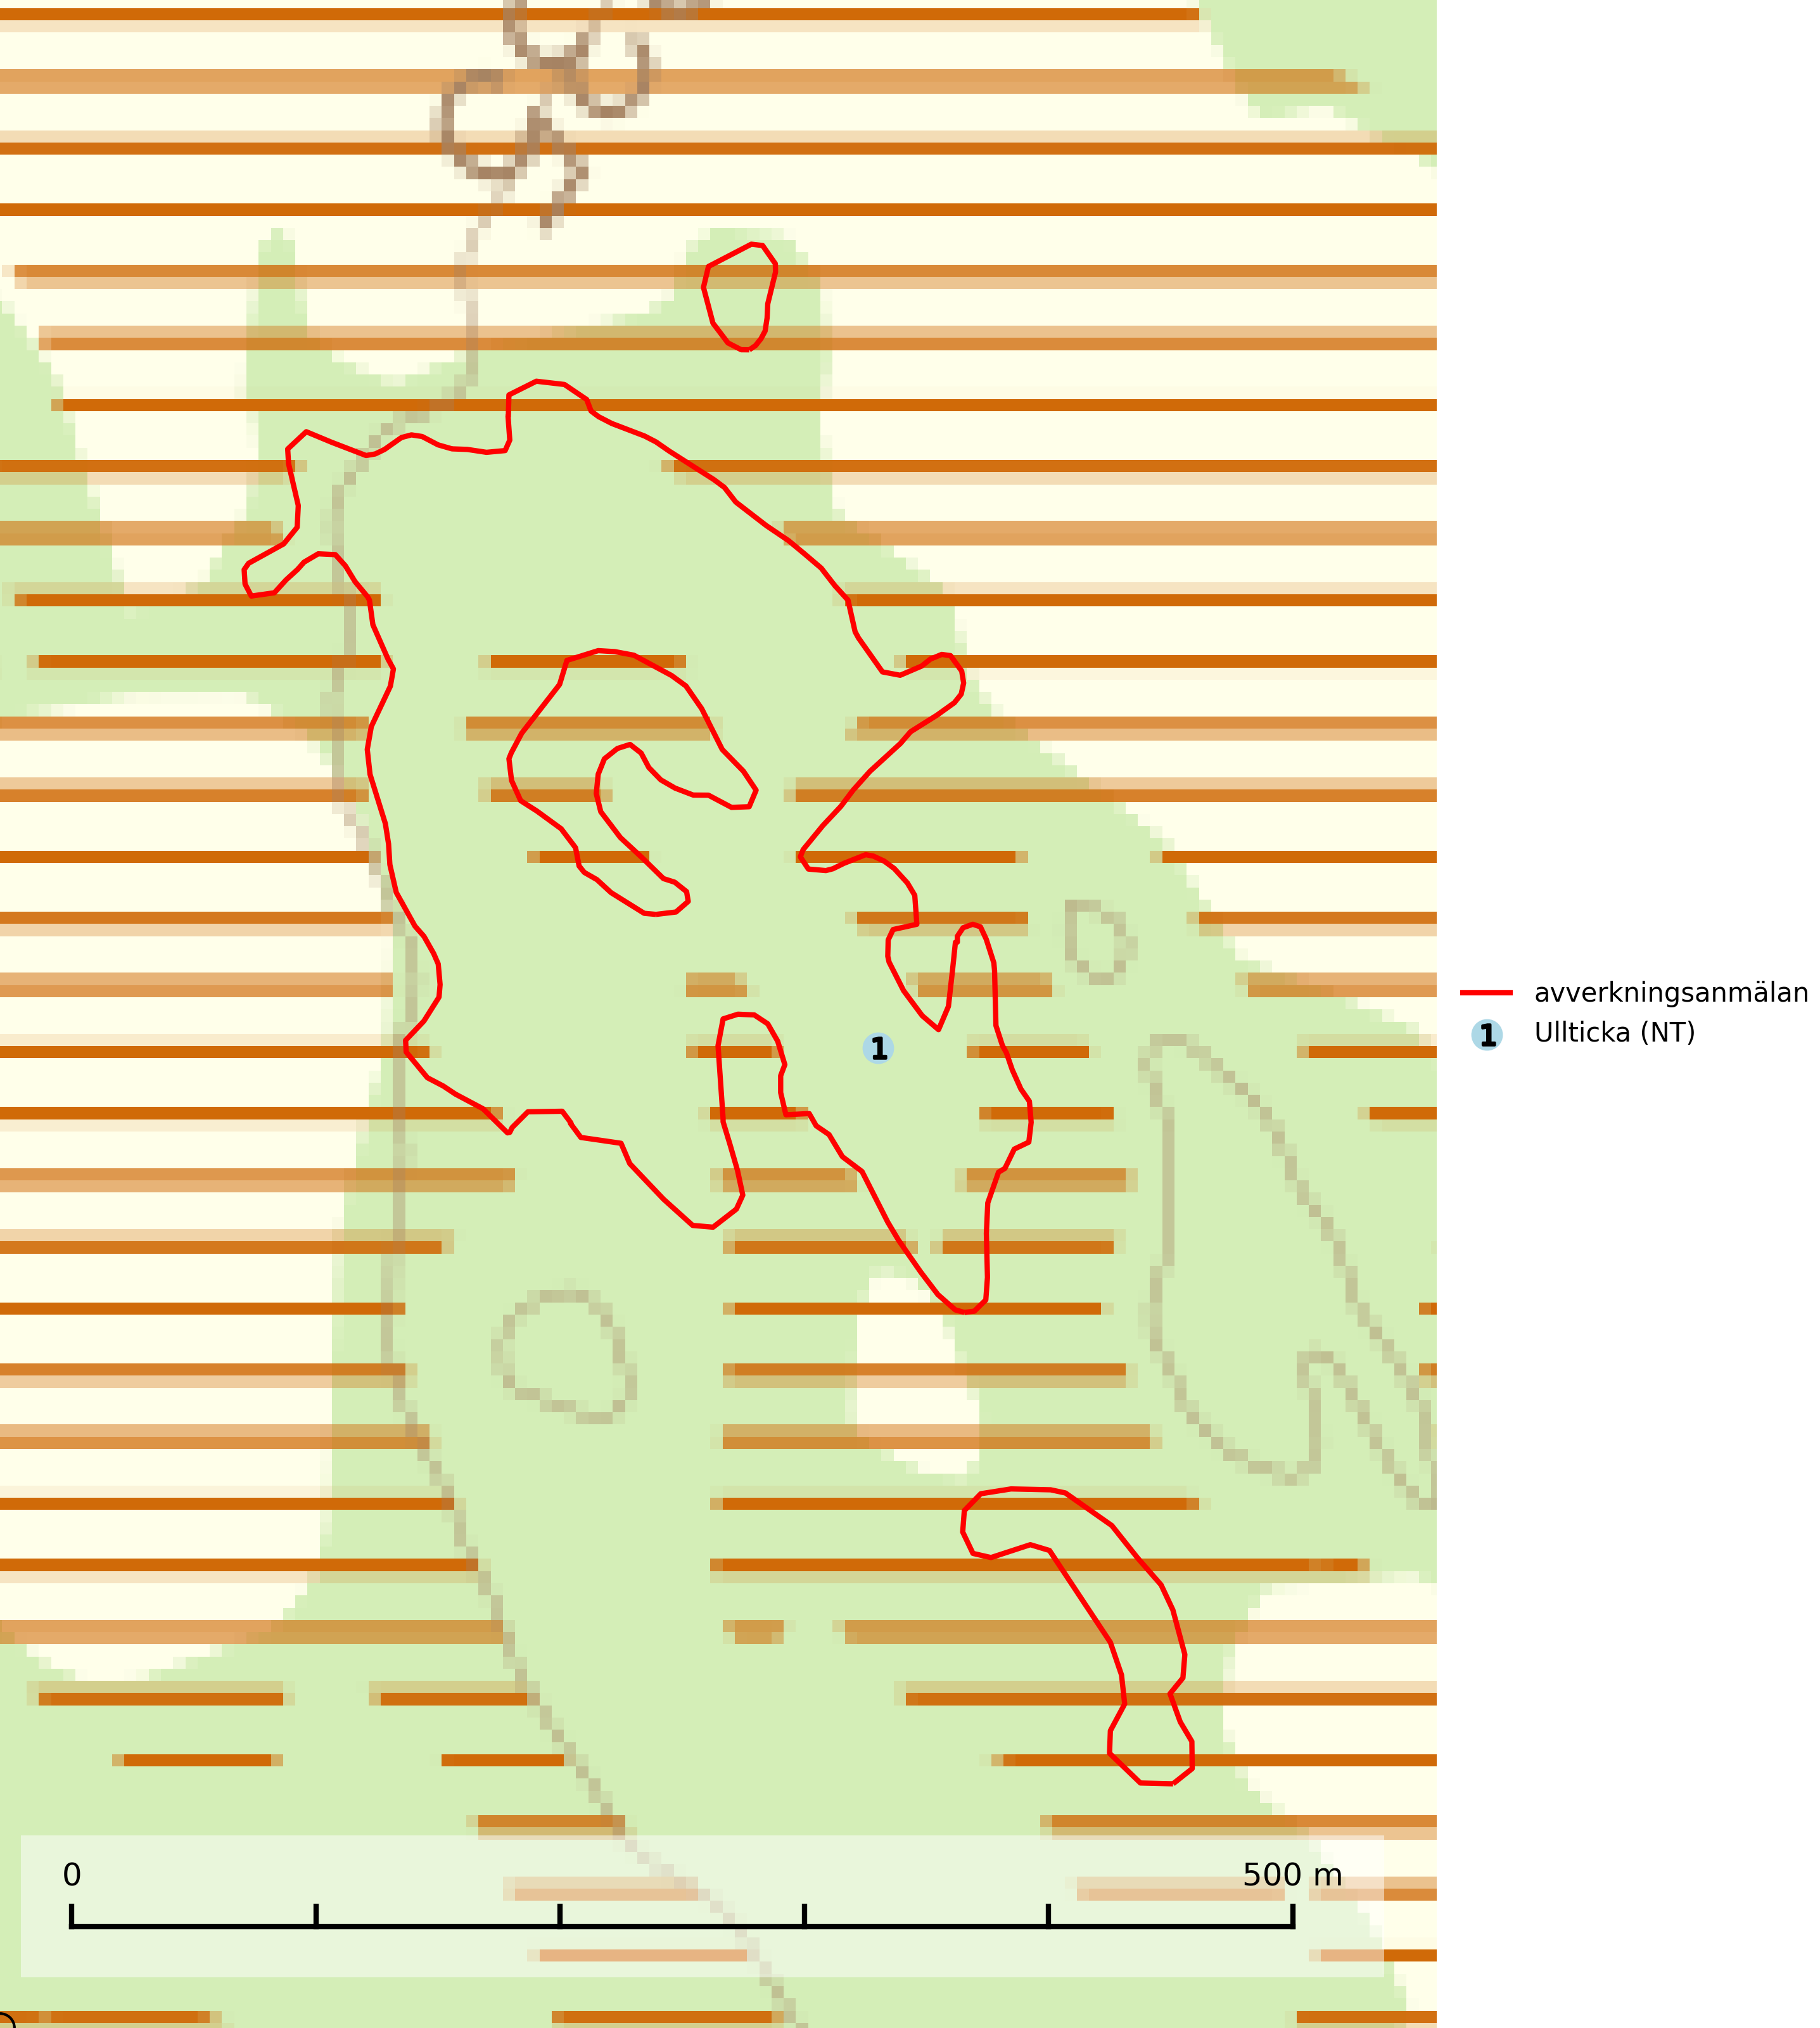 1
avverkningsanmälan
1 Ullticka (NT)
0 500 m